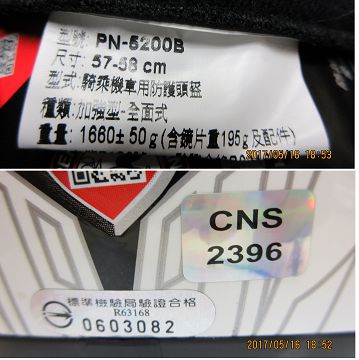 型號: PN-5200B
尺寸: 57-58 cm
型式: 騎乘機車用防護頭盔
種類: 加強型-全面式
重量: 1660±50g(含鏡片重195g及配件)
2017/05/16 18:53
CNS
2396
標準檢驗局驗證合格
R63168
0603082
2017/05/16 18:52